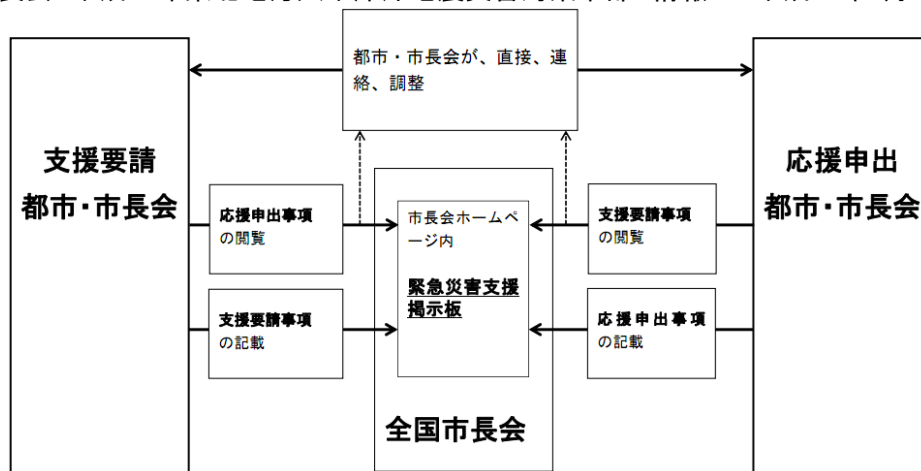 都市・市長会が、直接、連
絡、調整
支援要請
都市・市長会
応援申出
都市・市長会
応援申出事項
の閲覧
市長会ホームペ
ージ内
緊急災害支援
掲示板
支援要請事項
の閲覧
支援要請事項
の記載
応援申出事項
の記載
全国市長会